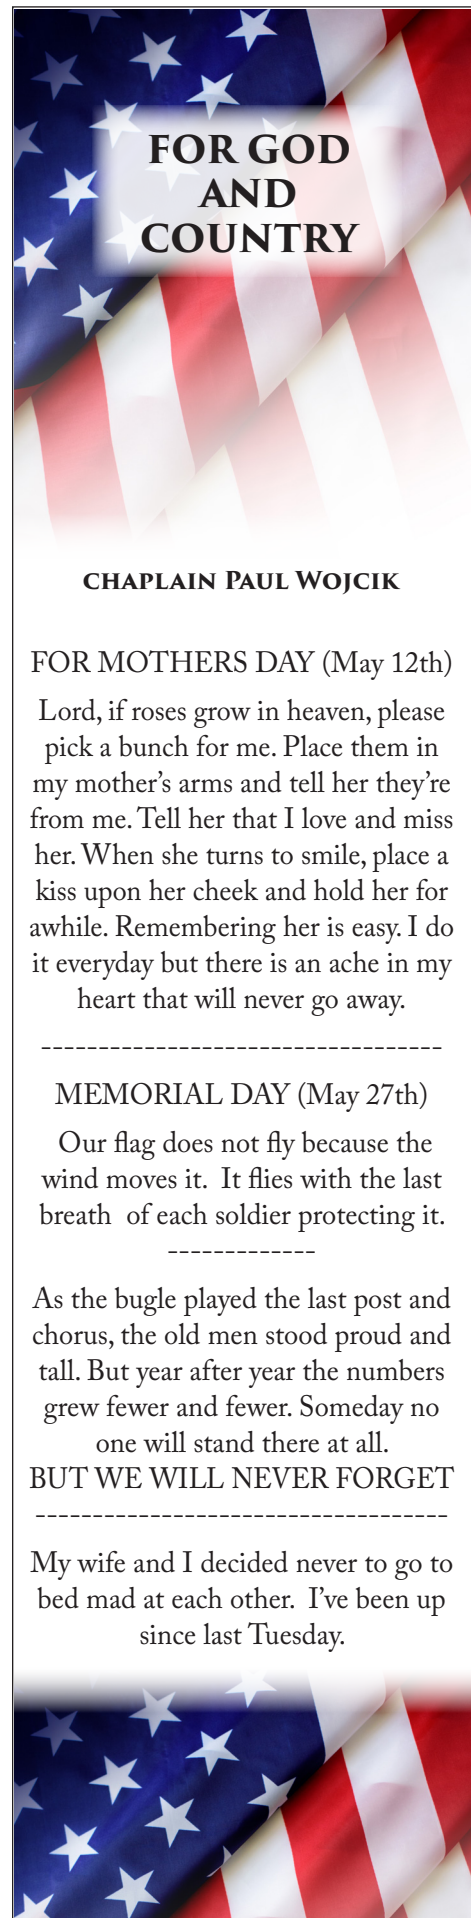 FOR GOD
AND
COUNTRY
CHAPLAIN PAUL WOJCIK
FOR MOTHERS DAY (May 12th)
Lord, if roses grow in heaven, please
pick a bunch for me. Place them in
my mother's arms and tell her they're
from me. Tell her that I love and miss
her. When she turns to smile, place a
kiss upon her cheek and hold her for
awhile. Remembering her is easy. I do
it everyday but there is an ache in my
heart that will never go away.
-----------------------------------
MEMORIAL DAY (May 27th)
Our flag does not fly because the
wind moves it.  It flies with the last
breath  of each soldier protecting it.
-------------
As the bugle played the last post and
chorus, the old men stood proud and
tall. But year after year the numbers
grew fewer and fewer. Someday no
one will stand there at all.
BUT WE WILL NEVER FORGET
------------------------------------
My wife and I decided never to go to
bed mad at each other.  I've been up
since last Tuesday.